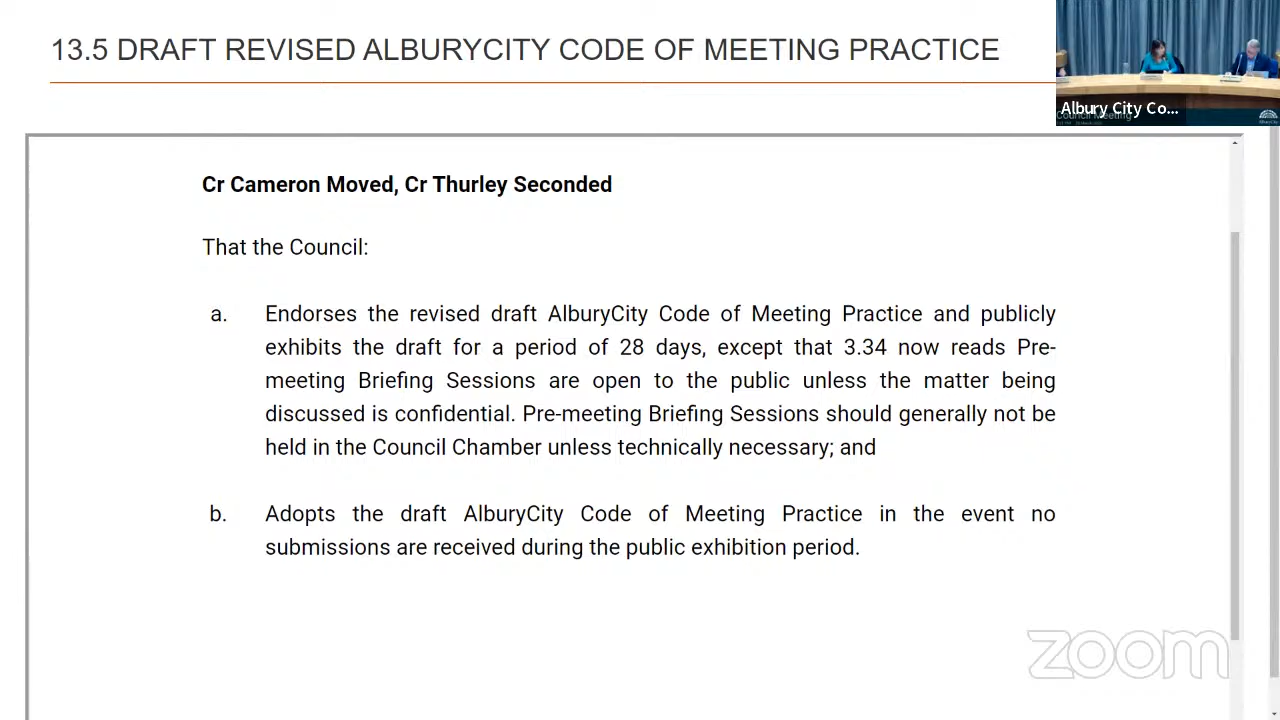 13.5 DRAFT REVISED ALBURYCITY CODE OF MEETING PRACTICE
Albury City Co...
Council Meeting
Cr Cameron Moved, Cr Thurley Seconded
That the Council:
a. Endorses the revised draft AlburyCity Code of Meeting Practice and publicly
exhibits the draft for a period of 28 days, except that 3.34 now reads Pre-
meeting Briefing Sessions are open to the public unless the matter being
discussed is confidential. Pre-meeting Briefing Sessions should generally not be
held in the Council Chamber unless technically necessary; and
b. Adopts the draft AlburyCity Code of Meeting Practice in the event no
submissions are received during the public exhibition period.
zoom